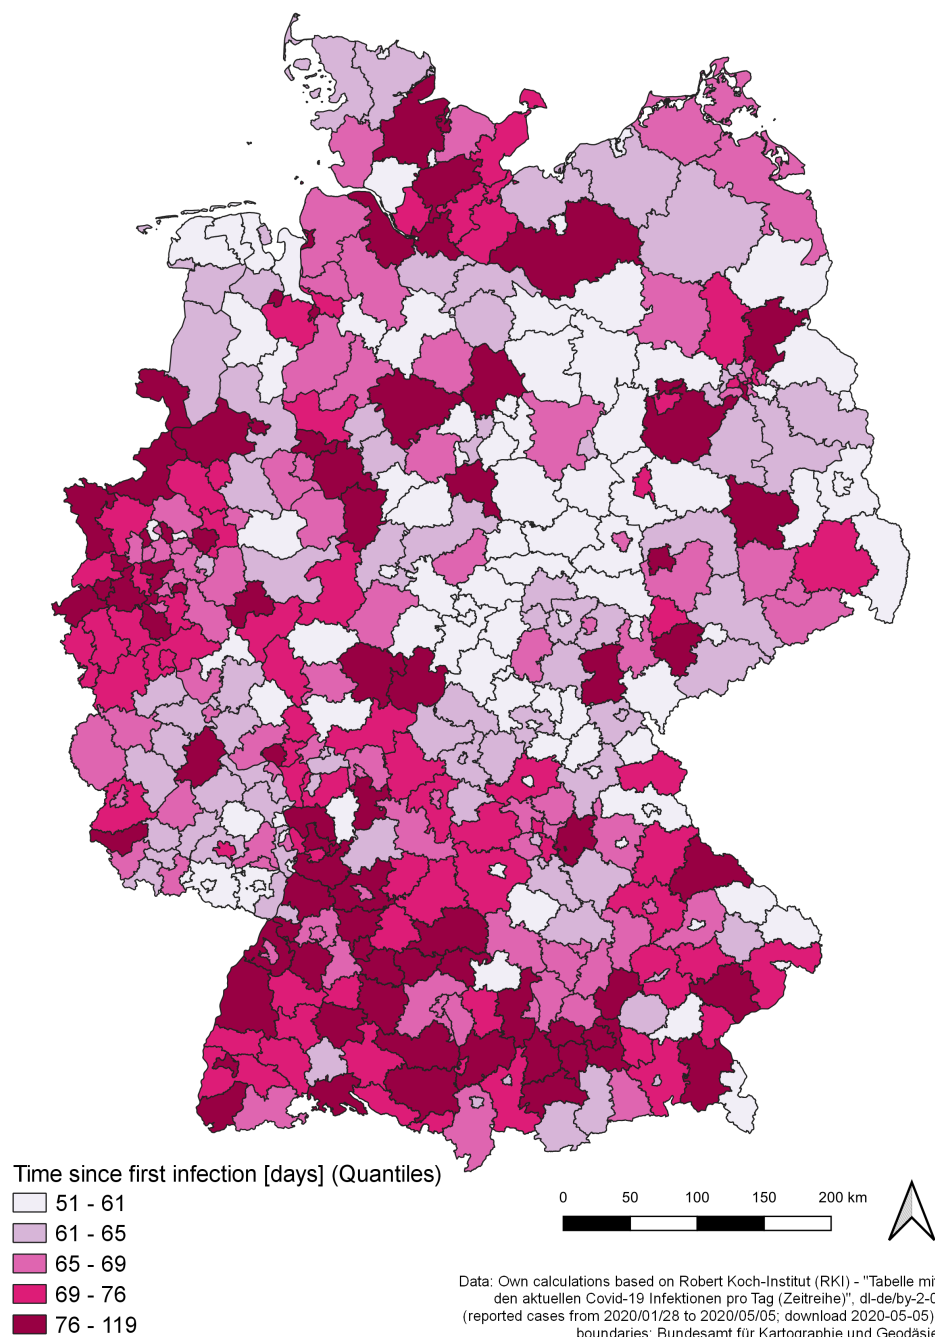 Time since first infection [days] (Quantiles)
51 - 61
61 - 65
65 - 69
69 - 76
76 - 119
0 50 100 150 200 km
Data: Own calculations based on Robert Koch-Institut (RKI) - "Tabelle mit
den aktuellen Covid-19 Infektionen pro Tag (Zeitreihe)", dl-de/by-2-0
(reported cases from 2020/01/28 to 2020/05/05; download 2020-05-05)
boundaries: Bundesamt für Kartographie und Geodäsie